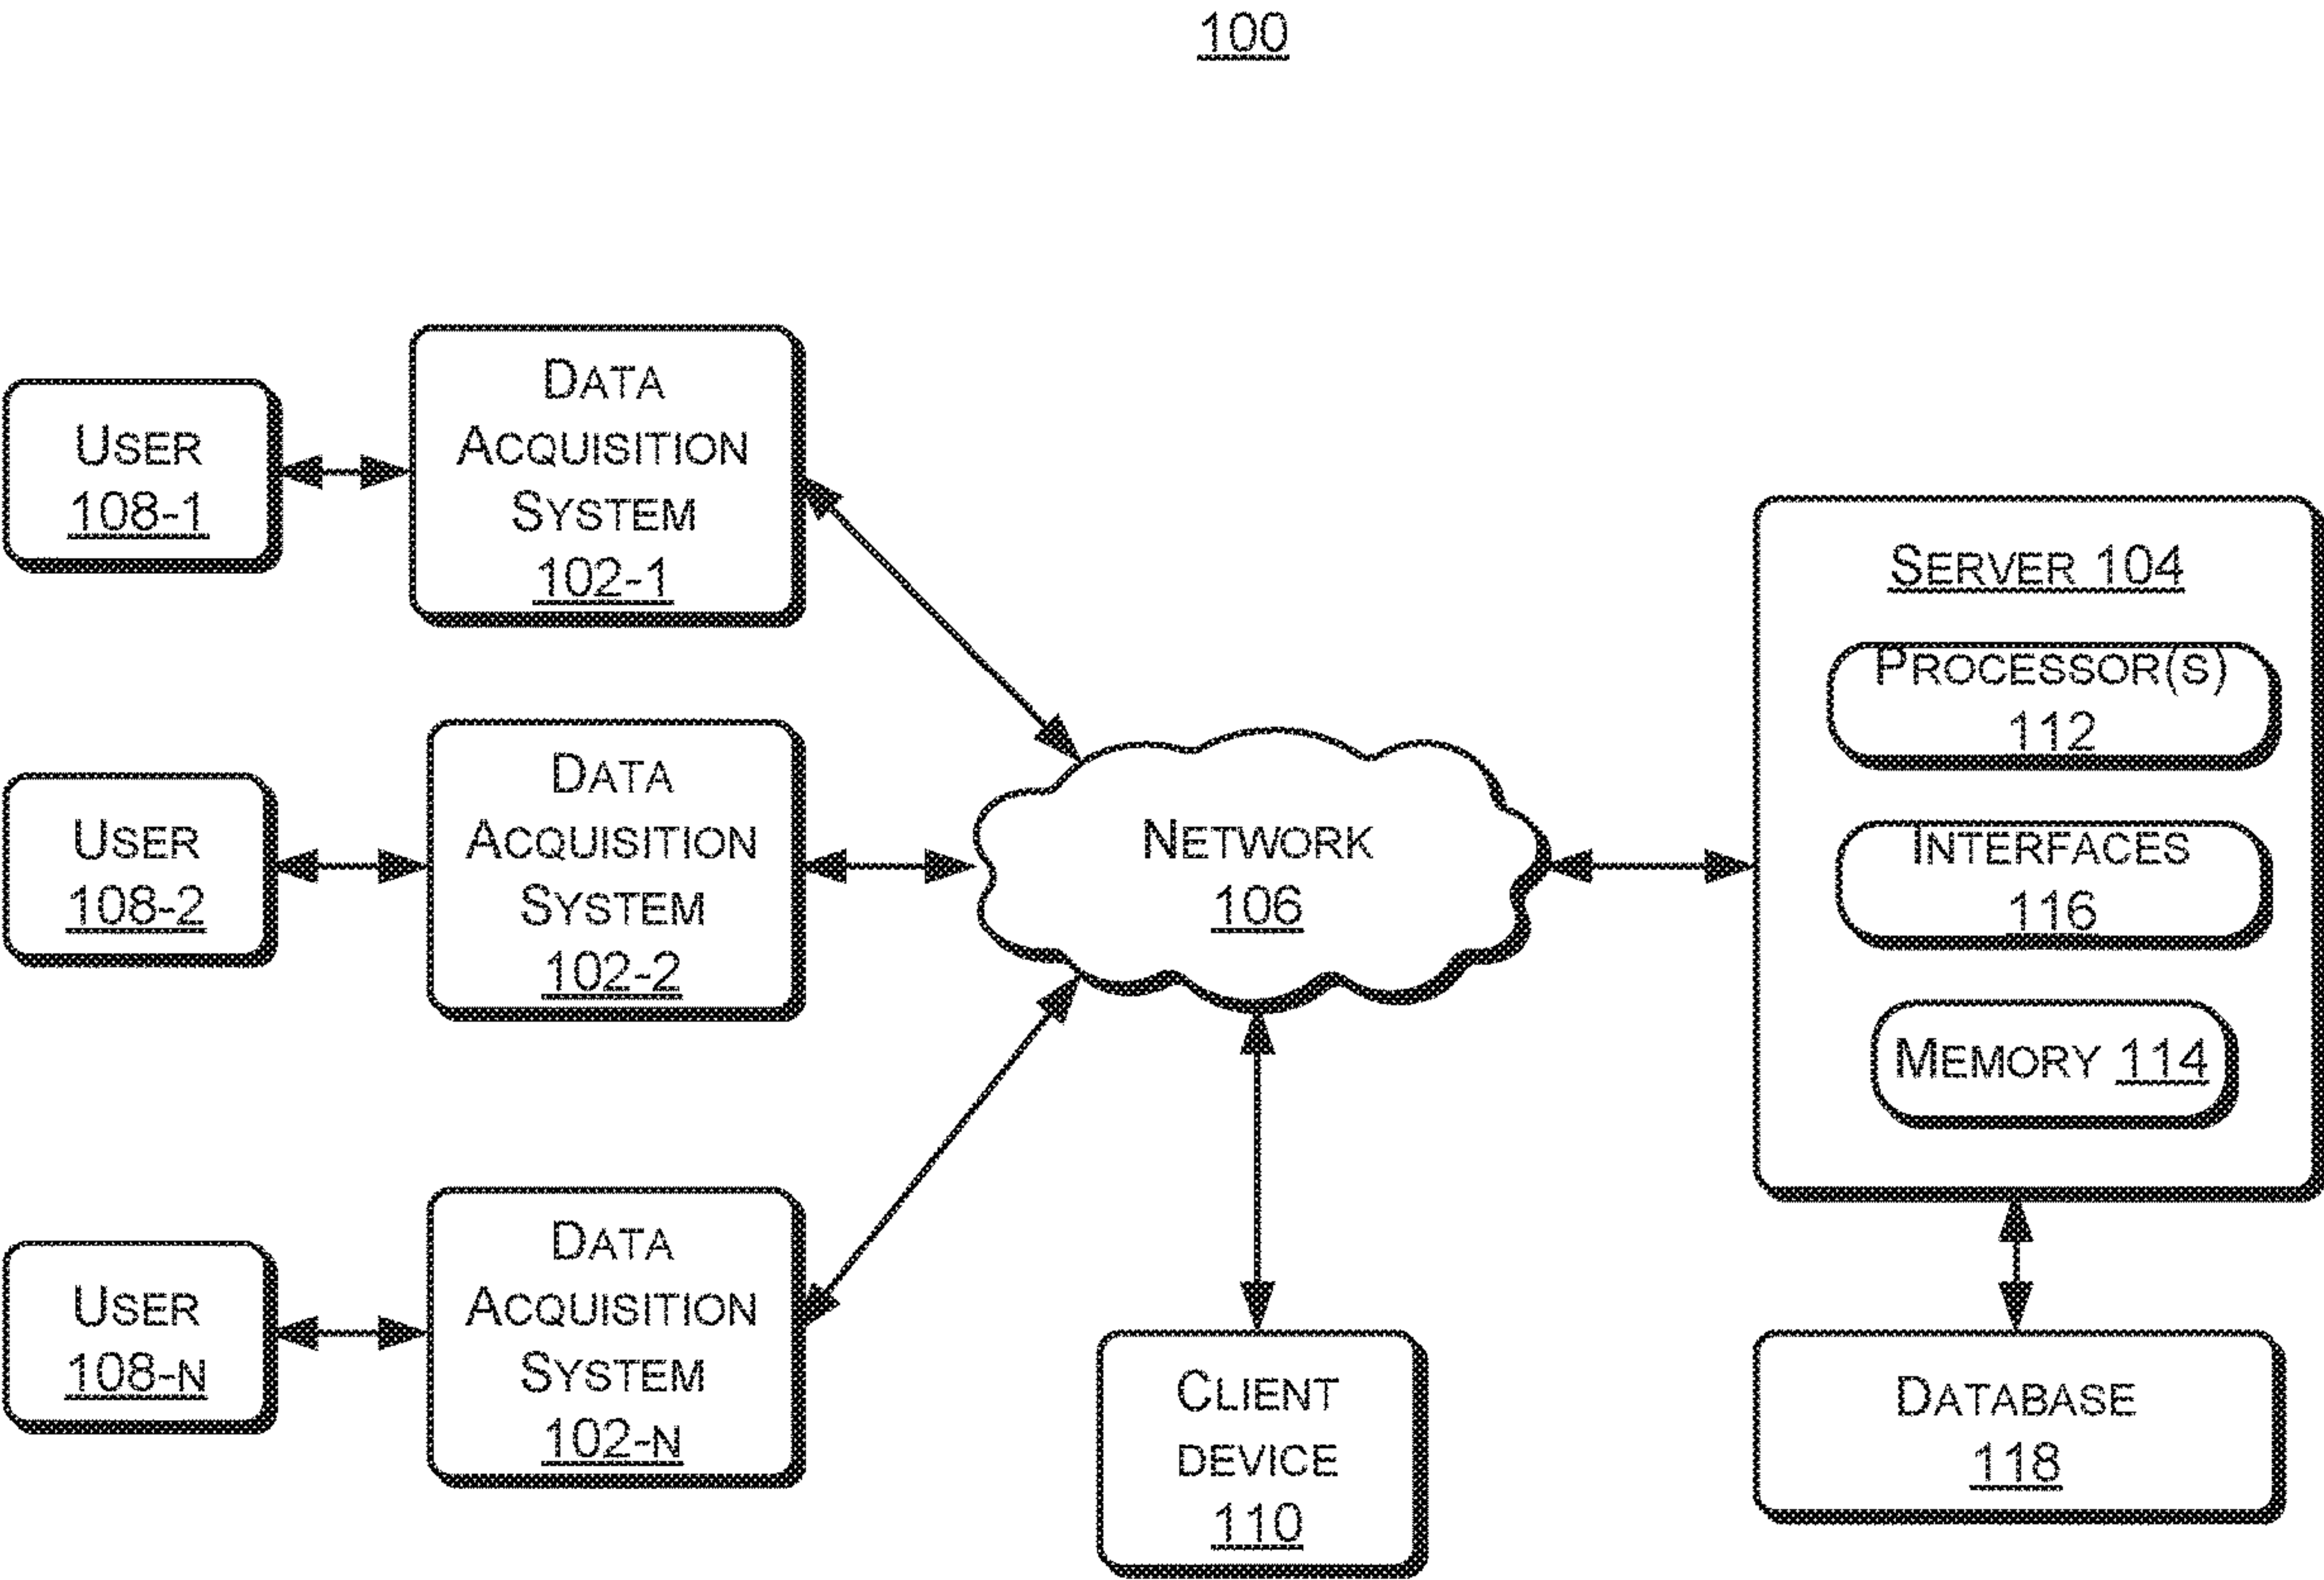 100
USER
108-1
DATA
ACQUISITION
SYSTEM
102-1
USER
108-2
DATA
ACQUISITION
SYSTEM
102-2
USER
108-N
DATA
ACQUISITION
SYSTEM
102-N
NETWORK
106
CLIENT
DEVICE
110
SERVER 104
PROCESSOR(S)
112
INTERFACES
116
MEMORY 114
DATABASE
118